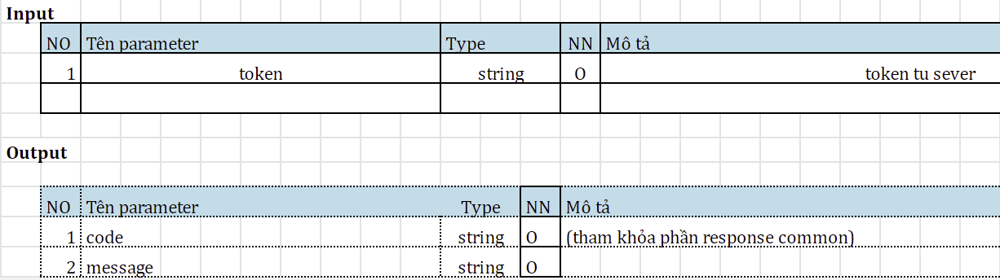 Input
NO Tên parameter Type NN Mô tả
1 token string O token tu sever
Output
NO Tên parameter Type NN Mô tả
1 code string O (tham khỏa phần response common)
2 message string O